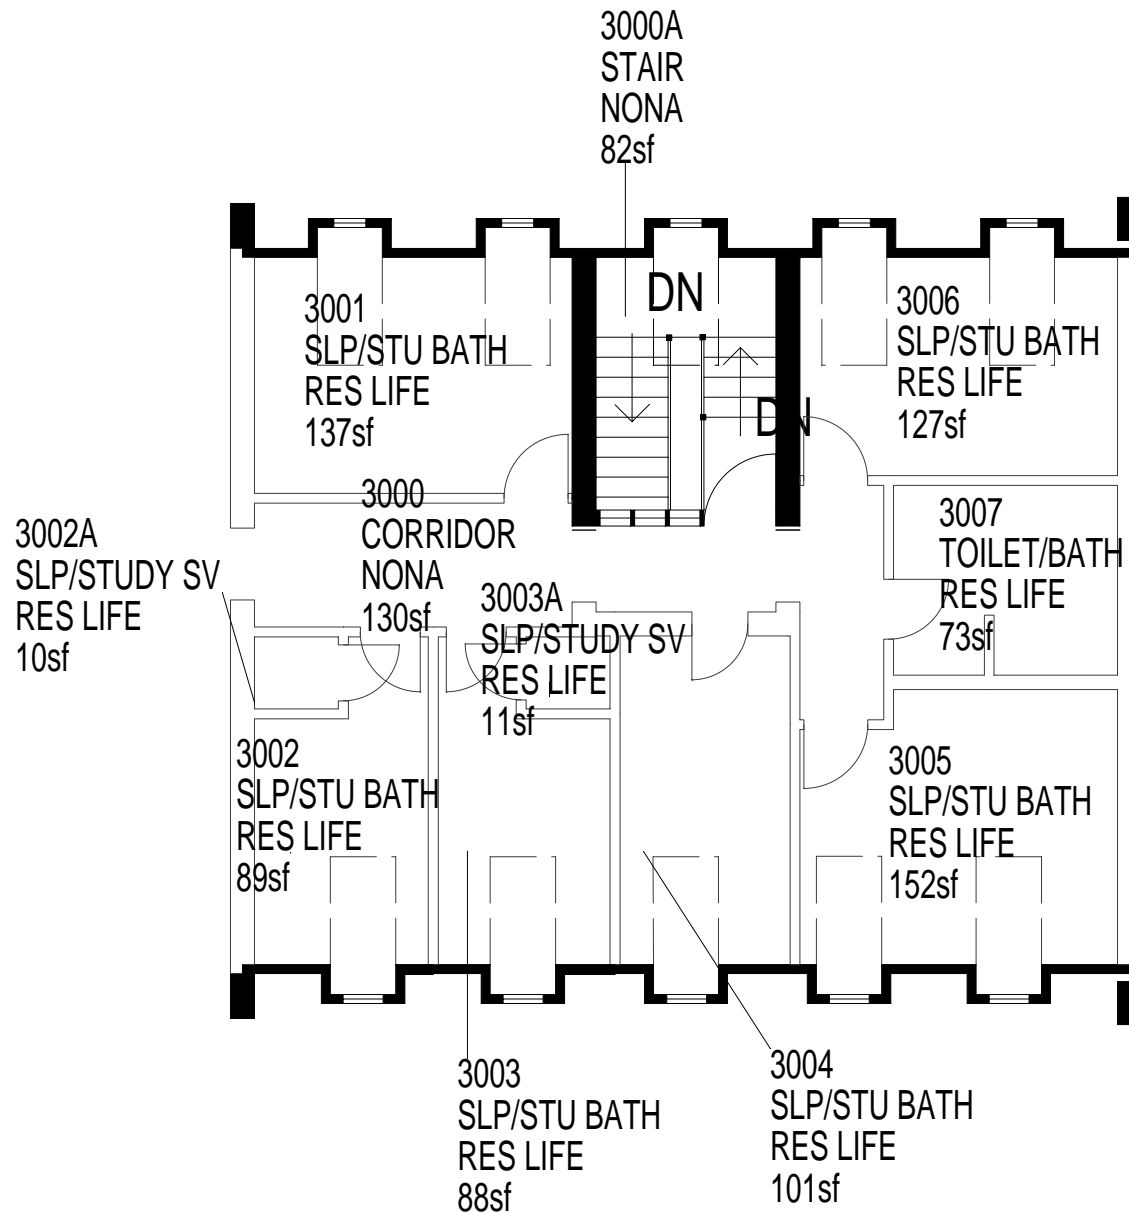 3000A
STAIR
NONA
82sf
DN
3001
SLP/STU BATH
RES LIFE
137sf
3006
SLP/STU BATH
RES LIFE
127sf
DN
3000
CORRIDOR
NONA
130sf
3007
TOILET/BATH
RES LIFE
73sf
3002A
SLP/STUDY SV
RES LIFE
10sf
3003A
SLP/STUDY SV
RES LIFE
11sf
3002
SLP/STU BATH
RES LIFE
89sf
3005
SLP/STU BATH
RES LIFE
152sf
3003
SLP/STU BATH
RES LIFE
88sf
3004
SLP/STU BATH
RES LIFE
101sf